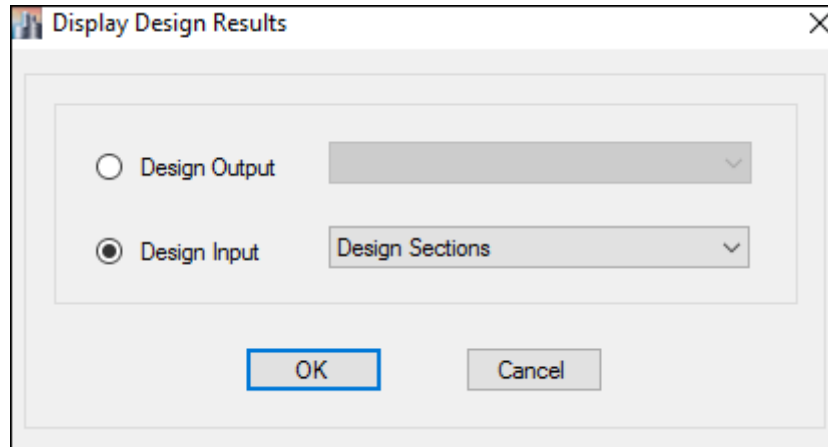 Display Design Results
Design Output
Design Input Design Sections
OK Cancel